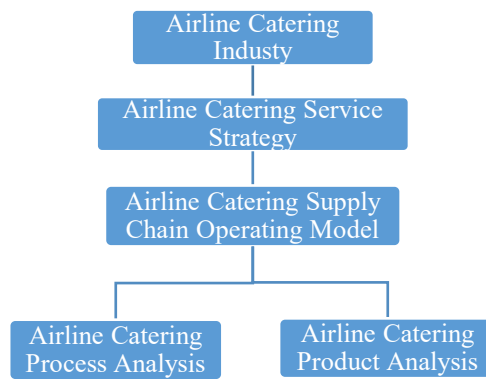 Airline Catering
Industy
Airline Catering Service
Strategy
Airline Catering Supply
Chain Operating Model
Airline Catering
Process Analysis
Airline Catering
Product Analysis